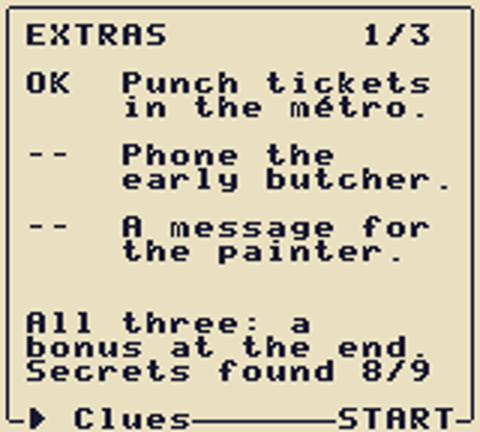 EXTRAS 1/3
OK Punch tickets
in the métro.
-- Phone the
early butcher.
-- A message for
the painter.
All three: a
bonus at the end.
Secrets found 8/9
Clues START